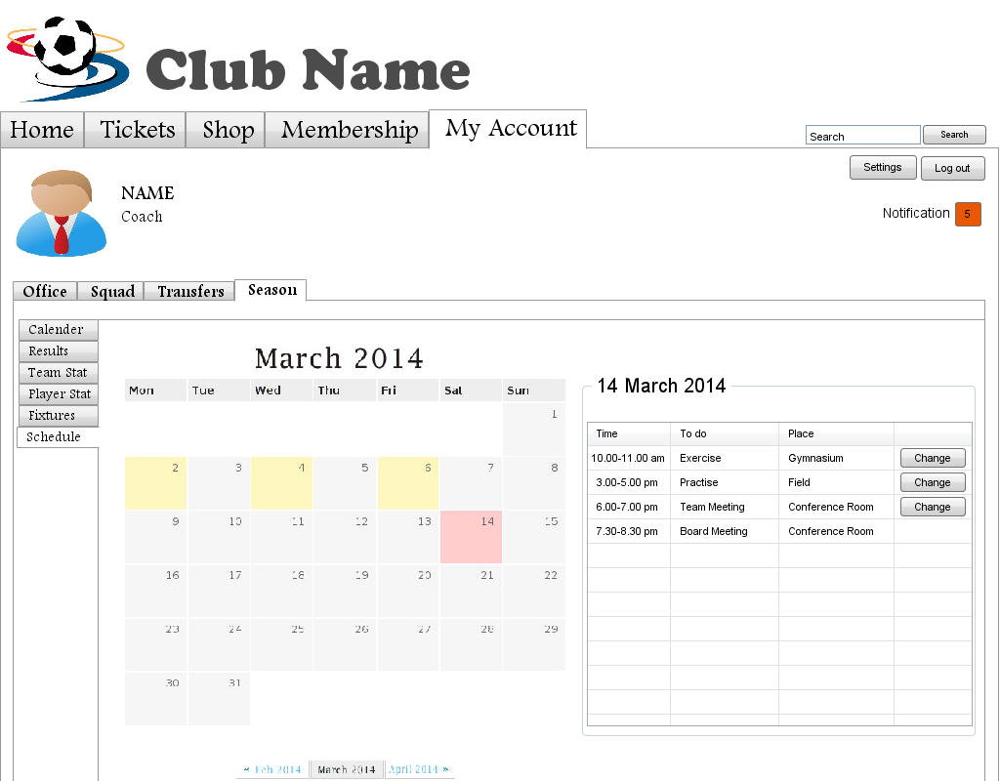 Club Name
Home Tickets Shop Membership My Account
Search Search
Settings Log out
NAME
Coach
Notification 5
Office Squad Transfers Season
Calender
Results
Team Stat
Player Stat
Fixtures
Schedule
March 2014
Mon Tue Wed Thu Fri Sat Sun
1
2 3 4 5 6 7 8
9 10 11 12 13 14 15
16 17 18 19 20 21 22
23 24 25 26 27 28 29
30 31
« Feb 2014 March 2014 April 2014 »
14 March 2014
Time To do Place
10.00-11.00 am Exercise Gymnasium Change
3.00-5.00 pm Practise Field Change
6.00-7.00 pm Team Meeting Conference Room Change
7.30-8.30 pm Board Meeting Conference Room